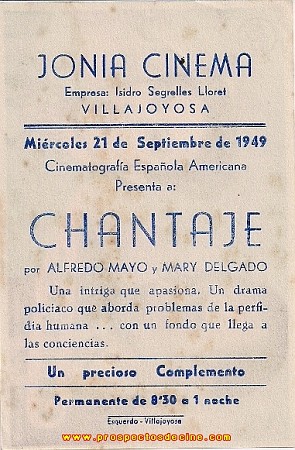 JONIA CINEMA
Empresa: Isidro Segrelles Lloret
VILLAJOYOSA
Miércoles 21 de Septiembre de 1949
Cinematografía Española Americana
Presenta a:
CHANTAJE
por ALFREDO MAYO y MARY DELGADO
Una intriga que apasiona. Un drama
policiaco que aborda problemas de la perfi-
dia humana . . . con un fondo que llega a
las conciencias.
Un precioso Complemento
Permanente de 8'30 a 1 noche
Esquerdo - Villajoyosa
www.prospectosdecine.com